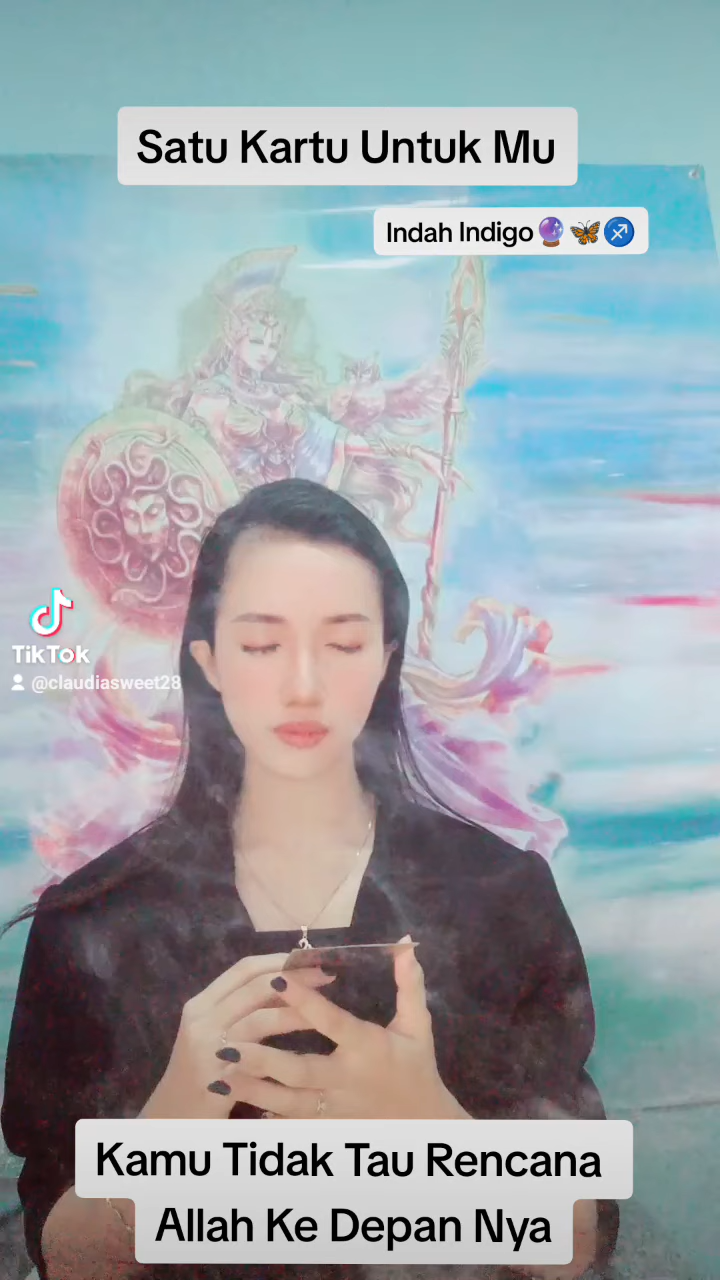 Satu Kartu Untuk Mu
Indah Indigo🔮🦋♐
TikTok
@claudiasweet28
Kamu Tidak Tau Rencana
Allah Ke Depan Nya